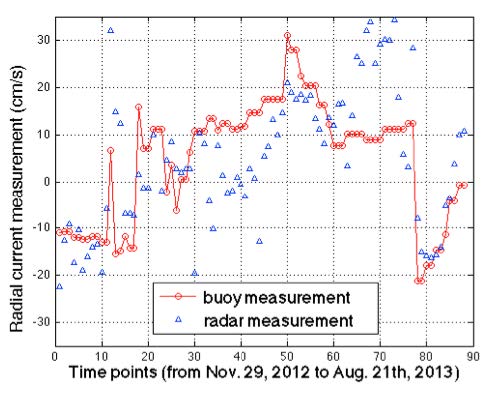 Radial current measurement (cm/s)
30
20
10
0
-10
-20
-30
buoy measurement
radar measurement
0 10 20 30 40 50 60 70 80 90
Time points (from Nov. 29, 2012 to Aug. 21th, 2013)